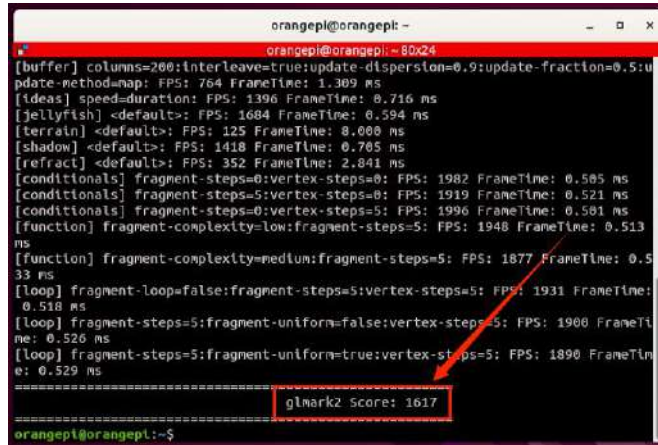 orangepi@orangepi: ~
orangepi@orangepi: ~ 80x24
[buffer] columns=200:interleave=true:update-dispersion=0.9:update-fraction=0.5:u
pdate-method=map: FPS: 764 FrameTime: 1.309 ms
[ideas] speed=duration: FPS: 1396 FrameTime: 0.716 ms
[jellyfish] <default>: FPS: 1684 FrameTime: 0.594 ms
[terrain] <default>: FPS: 125 FrameTime: 8.000 ms
[shadow] <default>: FPS: 1418 FrameTime: 0.705 ms
[refract] <default>: FPS: 352 FrameTime: 2.841 ms
[conditionals] fragment-steps=0:vertex-steps=0: FPS: 1982 FrameTime: 0.505 ms
[conditionals] fragment-steps=5:vertex-steps=0: FPS: 1919 FrameTime: 0.521 ms
[conditionals] fragment-steps=0:vertex-steps=5: FPS: 1996 FrameTime: 0.501 ms
[function] fragment-complexity=low:fragment-steps=5: FPS: 1948 FrameTime: 0.513
ms
[function] fragment-complexity=medium:fragment-steps=5: FPS: 1877 FrameTime: 0.5
33 ms
[loop] fragment-loop=false:fragment-steps=5:vertex-steps=5: FPS: 1931 FrameTime:
0.518 ms
[loop] fragment-steps=5:fragment-uniform=false:vertex-steps=5: FPS: 1900 FrameTi
me: 0.526 ms
[loop] fragment-steps=5:fragment-uniform=true:vertex-steps=5: FPS: 1890 FrameTim
e: 0.529 ms
=======================================================
glmark2 Score: 1617
=======================================================
orangepi@orangepi:~$